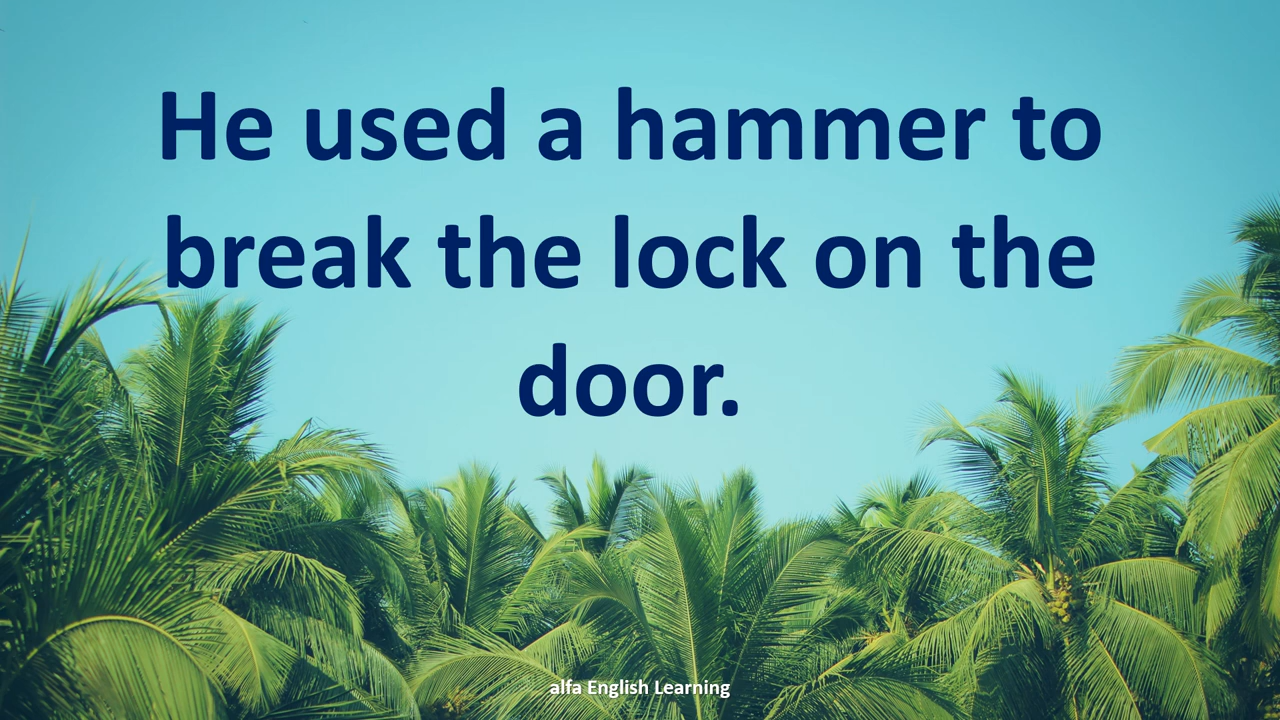 He used a hammer to
break the lock on the
door.
alfa English Learning